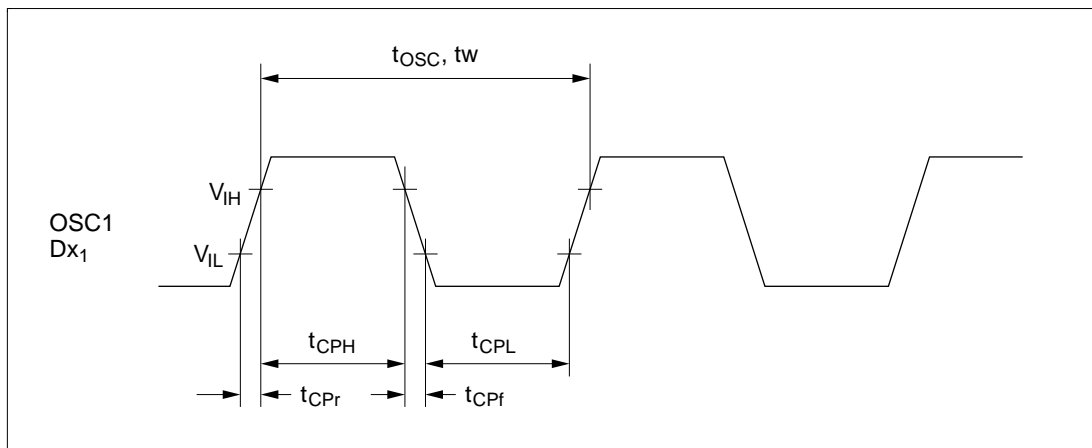 tOSC, tw
VIH
OSC1
Dx1
VIL
tCPH
tCPL
tCPr
tCPf